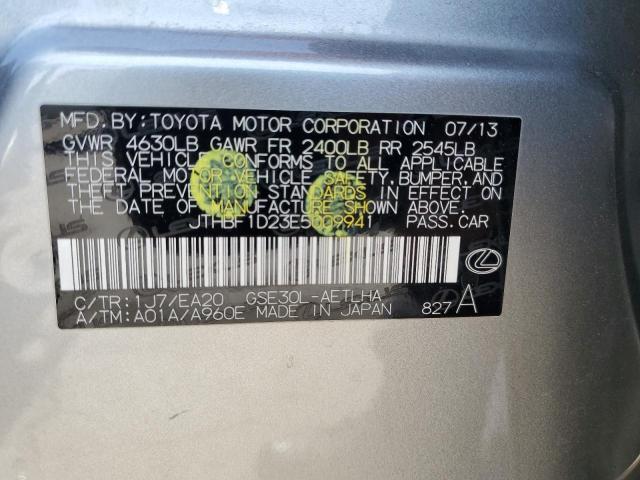 MFD. BY: TOYOTA MOTOR CORPORATION 07/13
GVWR 4630LB GAWR FR 2400LB RR 2545LB
THIS VEHICLE CONFORMS TO ALL APPLICABLE
FEDERAL MOTOR VEHICLE SAFETY, BUMPER, AND
THEFT PREVENTION STANDARDS IN EFFECT ON
THE DATE OF MANUFACTURE SHOWN ABOVE.
JTHBF1D23E5009941 PASS. CAR
C/TR: 1J7/EA20 GSE30L-AETLHA
A/TM: A01A/A960E MADE IN JAPAN 827 A